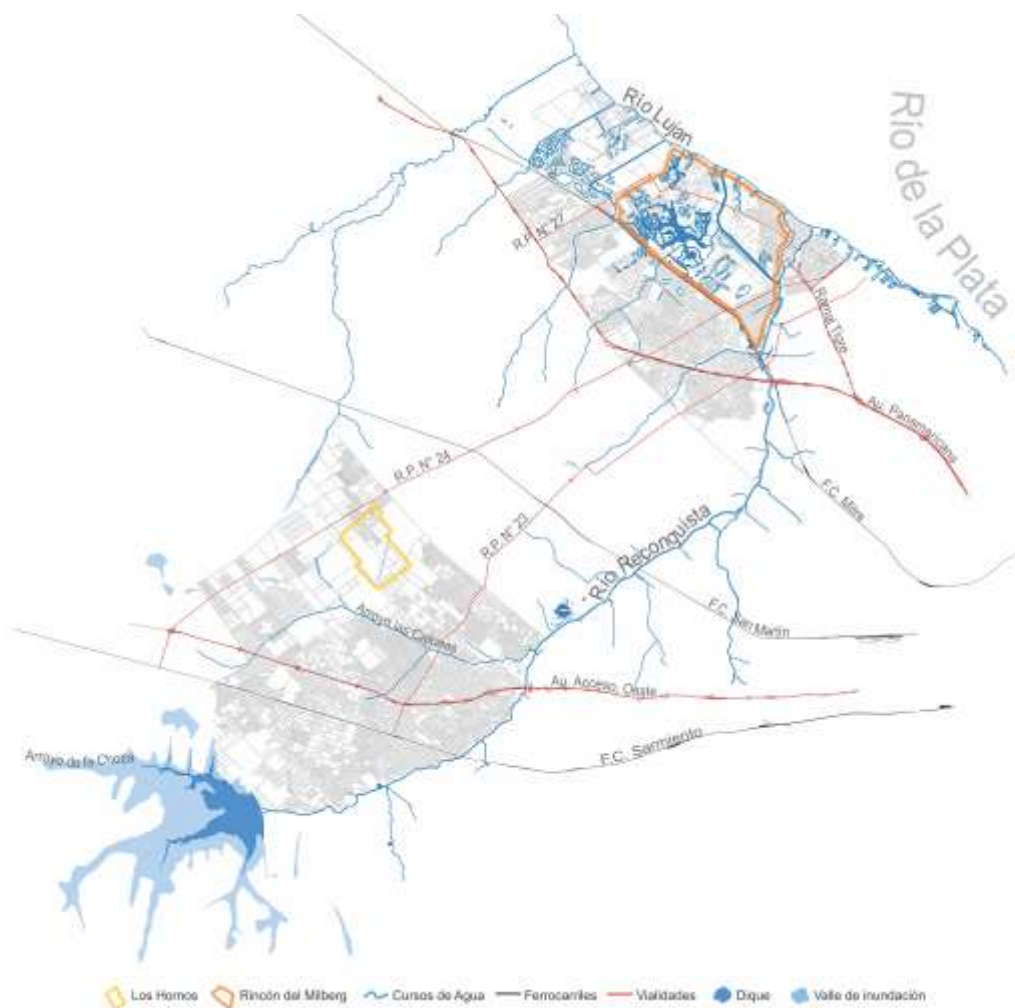 Río Lujan
Río de la Plata
R.P. N° 27
Ramal Tigre
Av. Panamericana
R.P. N° 24
F.C. Mitre
R.P. N° 23
Río Reconquista
F.C. San Martín
Arroyo las Catonas
Av. Acceso Oeste
F.C. Sarmiento
Arroyo de la Choza
Los Hornos Rincón del Milberg Cursos de Agua Ferrocarriles Vialidades Dique Valle de inundación